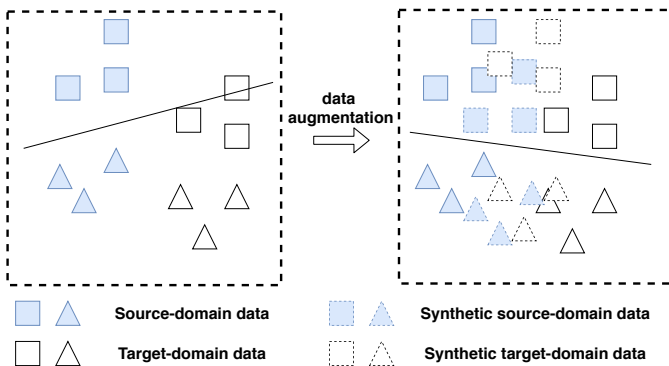 data
augmentation
Source-domain data
Synthetic source-domain data
Target-domain data
Synthetic target-domain data